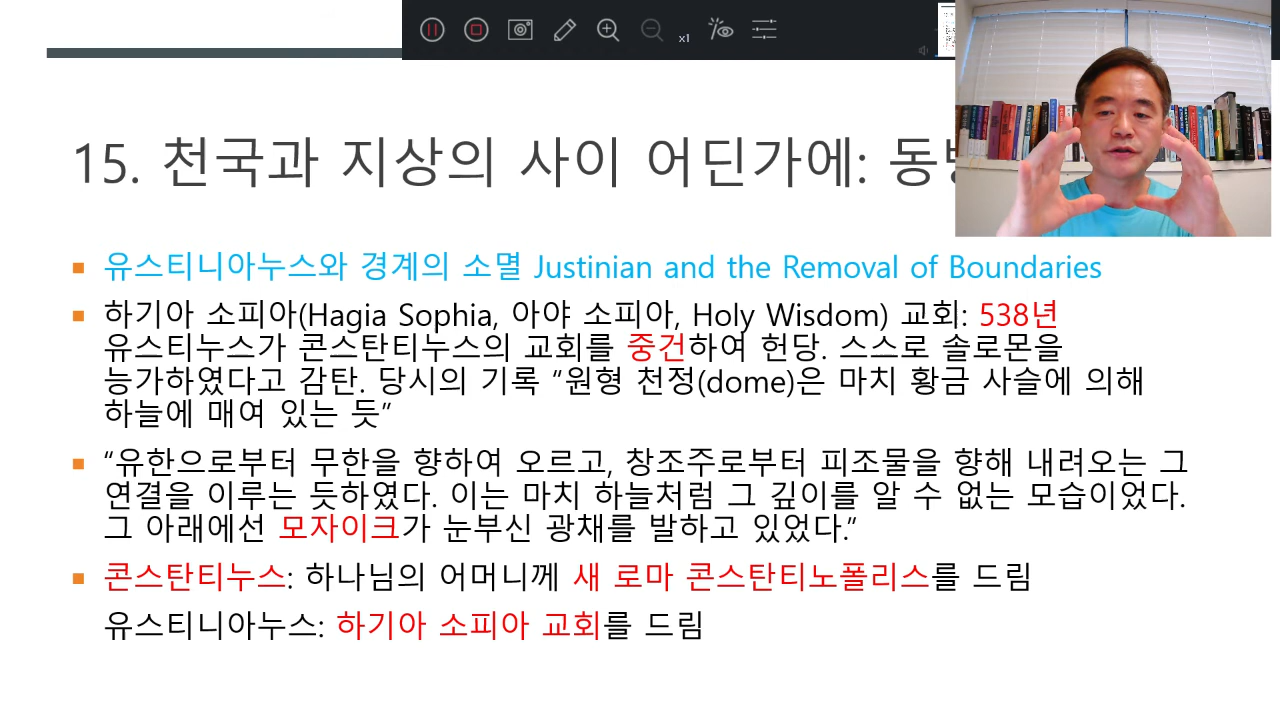 x1
15. 천국과 지상의 사이 어딘가에:
유스티니아누스와 경계의 소멸 Justinian and the Removal of Boundaries
하기아 소피아(Hagia Sophia, 아야 소피아, Holy Wisdom) 교회: 538년
유스티누스가 콘스탄티누스의 교회를 중건하여 헌당. 스스로 솔로몬을
능가하였다고 감탄. 당시의 기록 “원형 천정(dome)은 마치 황금 사슬에 의해
하늘에 매여 있는 듯”
“유한으로부터 무한을 향하여 오르고, 창조주로부터 피조물을 향해 내려오는 그
연결을 이루는 듯하였다. 이는 마치 하늘처럼 그 깊이를 알 수 없는 모습이었다.
그 아래에선 모자이크가 눈부신 광채를 발하고 있었다.”
콘스탄티누스: 하나님의 어머니께 새 로마 콘스탄티노폴리스를 드림
유스티니아누스: 하기아 소피아 교회를 드림